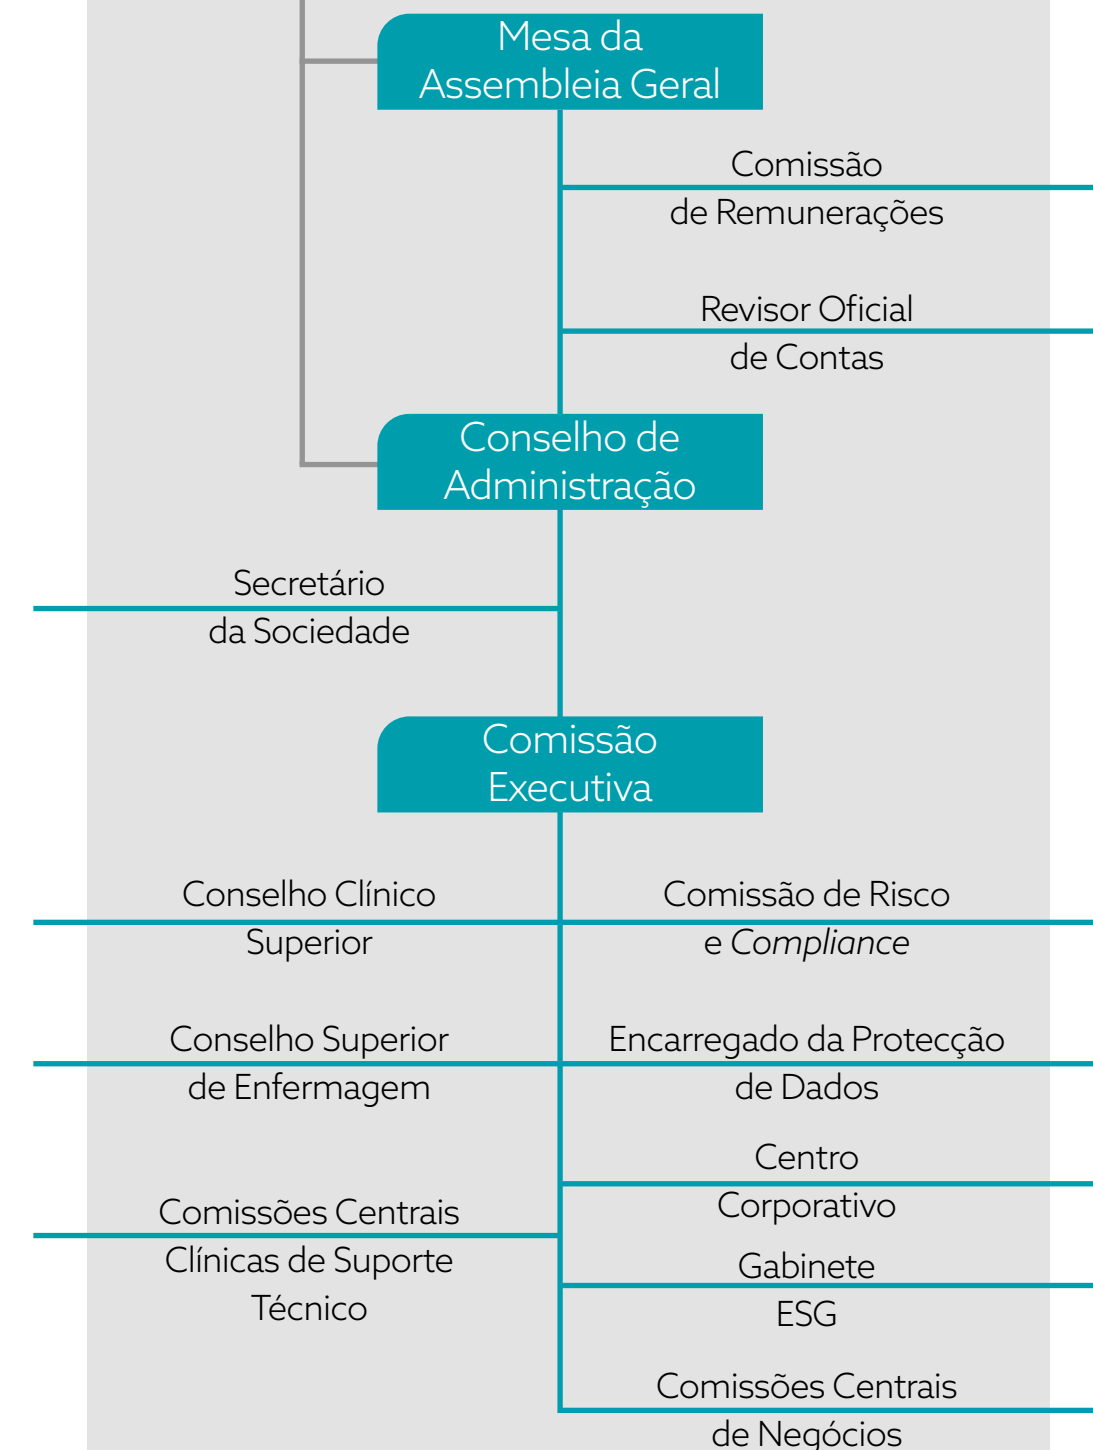 Mesa da
Assembleia Geral
Comissão
de Remunerações
Revisor Oficial
de Contas
Conselho de
Administração
Secretário
da Sociedade
Comissão
Executiva
Conselho Clínico
Superior
Comissão de Risco
e Compliance
Conselho Superior
de Enfermagem
Encarregado da Protecção
de Dados
Centro
Corporativo
Comissões Centrais
Clínicas de Suporte
Técnico
Gabinete
ESG
Comissões Centrais
de Negócios